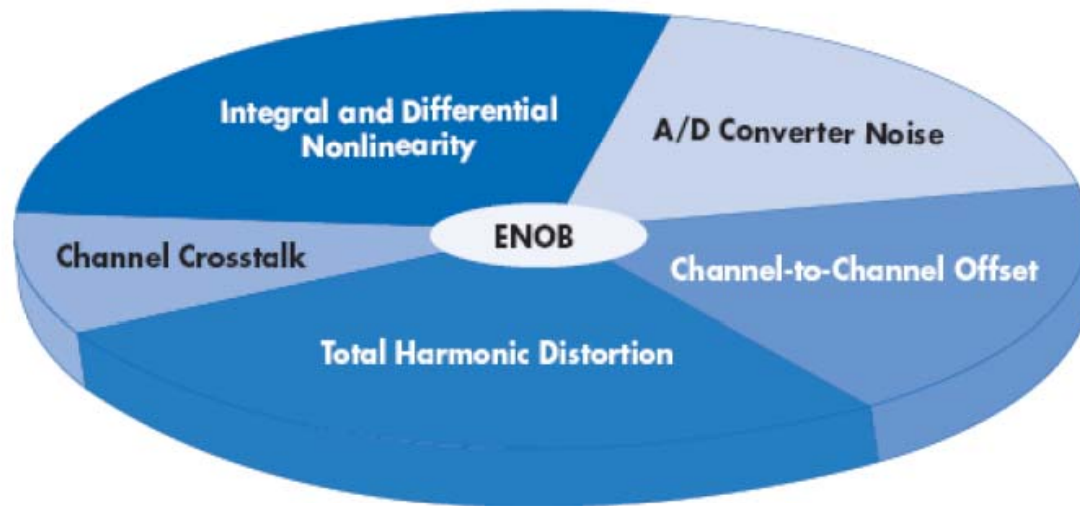 Integral and Differential
Nonlinearity
A/D Converter Noise
ENOB
Channel Crosstalk
Channel-to-Channel Offset
Total Harmonic Distortion